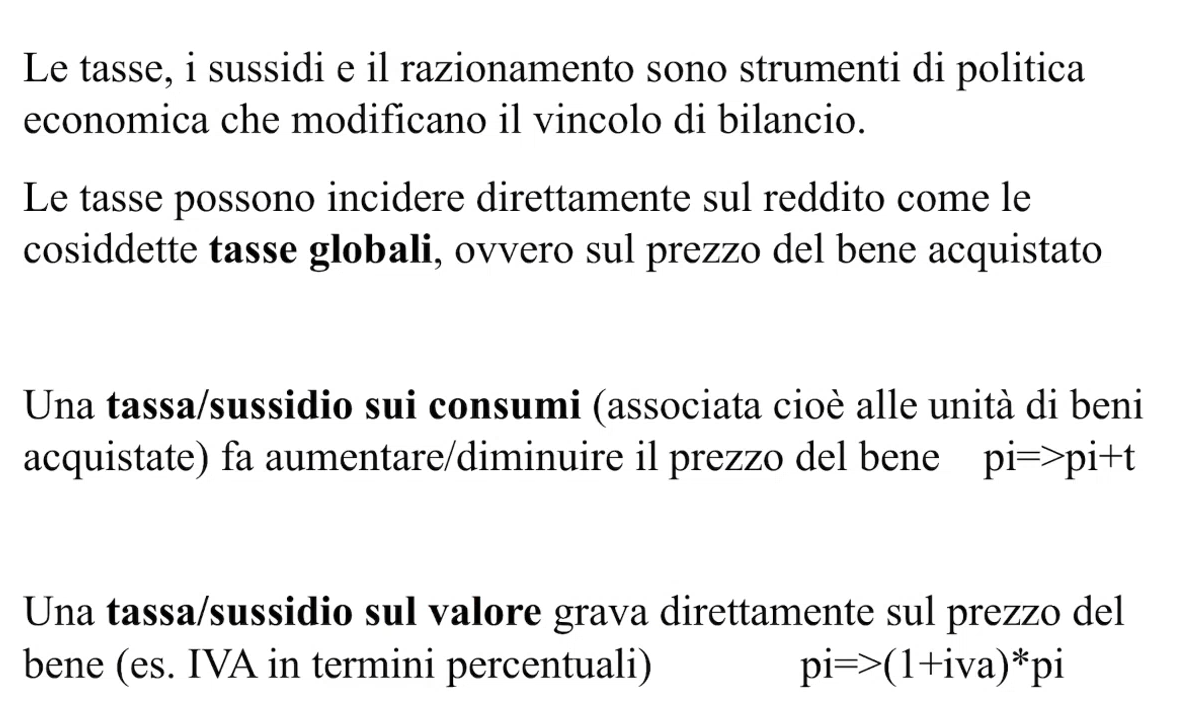 Le tasse, i sussidi e il razionamento sono strumenti di politica
economica che modificano il vincolo di bilancio.
Le tasse possono incidere direttamente sul reddito come le
cosiddette tasse globali, ovvero sul prezzo del bene acquistato
Una tassa/sussidio sui consumi (associata cioè alle unità di beni
acquistate) fa aumentare/diminuire il prezzo del bene pi=>pi+t
Una tassa/sussidio sul valore grava direttamente sul prezzo del
bene (es. IVA in termini percentuali) pi=>(1+iva)*pi